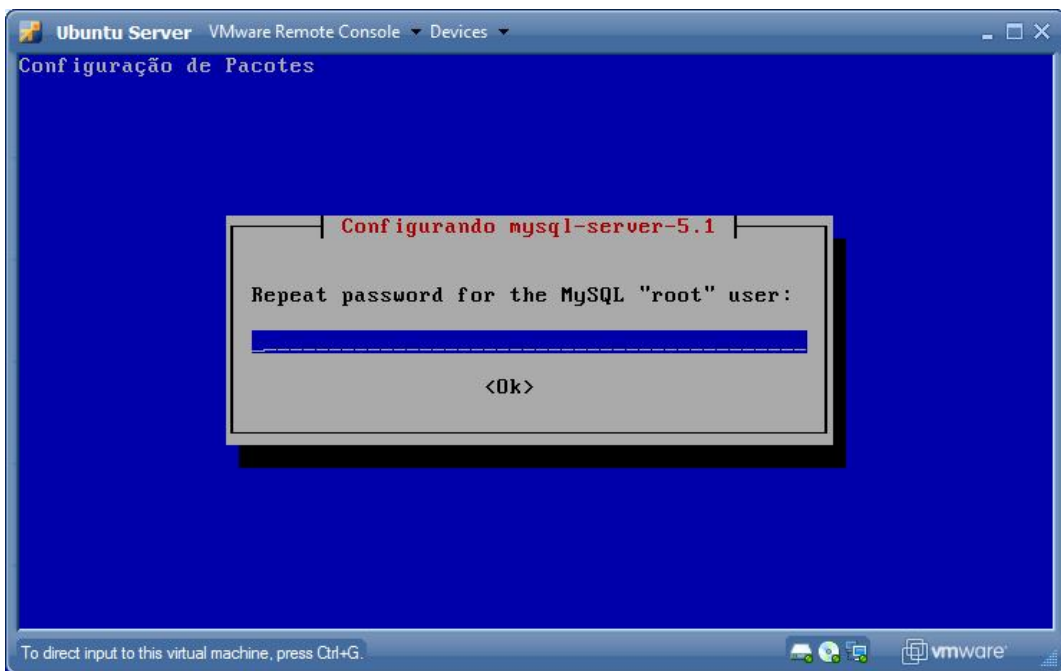 Ubuntu Server VMware Remote Console Devices
Configuração de Pacotes
Configurando mysql-server-5.1
Repeat password for the MySQL "root" user:
<Ok>
To direct input to this virtual machine, press Ctrl+G.
vmware